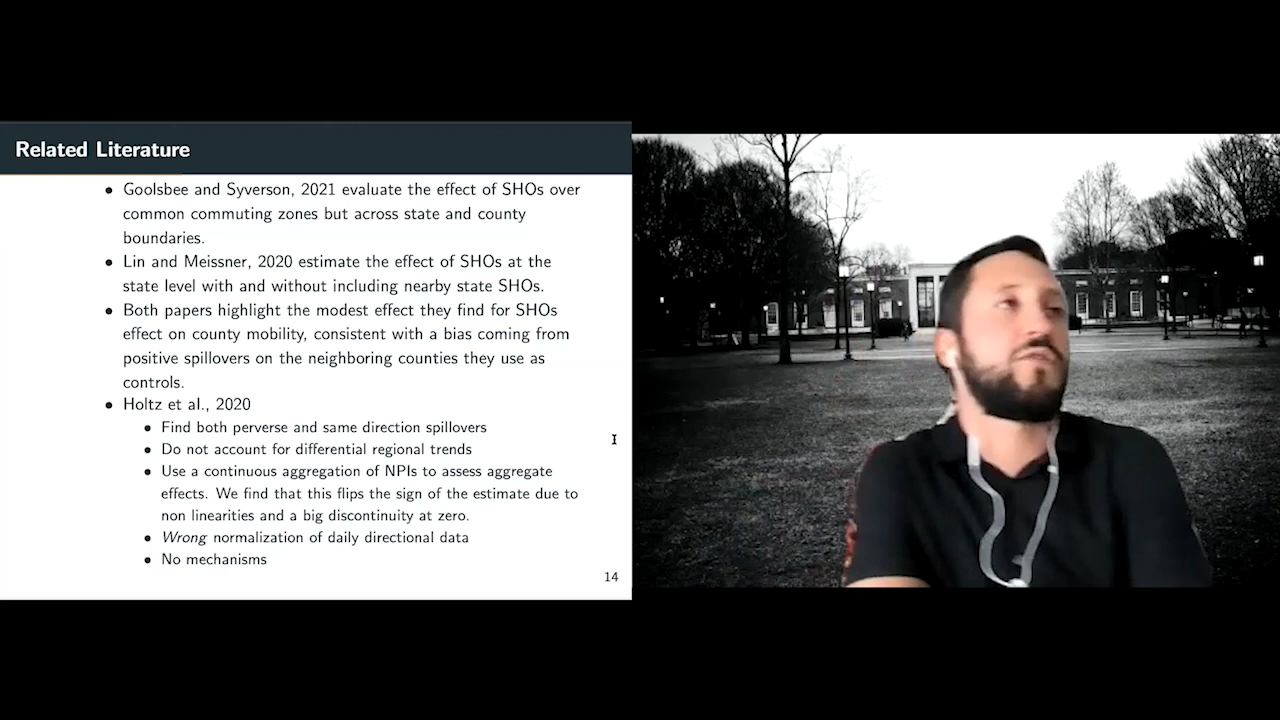 Related Literature
• Goolsbee and Syverson, 2021 evaluate the effect of SHOs over
common commuting zones but across state and county
boundaries.
• Lin and Meissner, 2020 estimate the effect of SHOs at the
state level with and without including nearby state SHOs.
• Both papers highlight the modest effect they find for SHOs
effect on county mobility, consistent with a bias coming from
positive spillovers on the neighboring counties they use as
controls.
• Holtz et al., 2020
• Find both perverse and same direction spillovers
• Do not account for differential regional trends
• Use a continuous aggregation of NPIs to assess aggregate
effects. We find that this flips the sign of the estimate due to
non linearities and a big discontinuity at zero.
• Wrong normalization of daily directional data
• No mechanisms
14